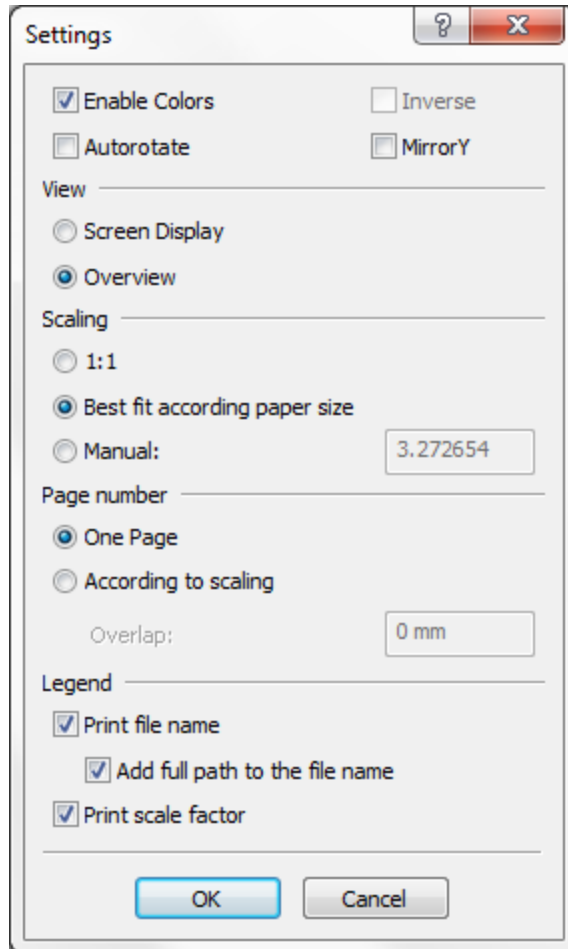 Settings
Enable Colors Inverse
Autorotate MirrorY
View
Screen Display
Overview
Scaling
1:1
Best fit according paper size
Manual: 3.272654
Page number
One Page
According to scaling
Overlap: 0 mm
Legend
Print file name
Add full path to the file name
Print scale factor
OK Cancel